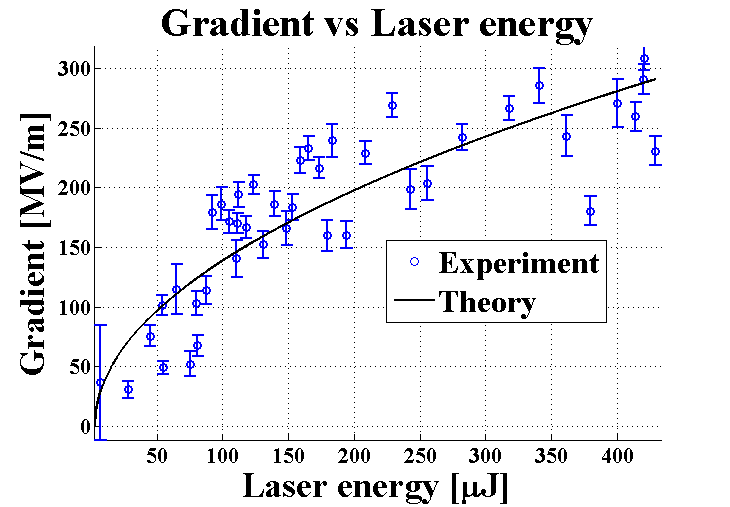 Gradient vs Laser energy
Gradient [MV/m]
300
250
200
150
100
50
0
Experiment
Theory
50 100 150 200 250 300 350 400
Laser energy [μJ]